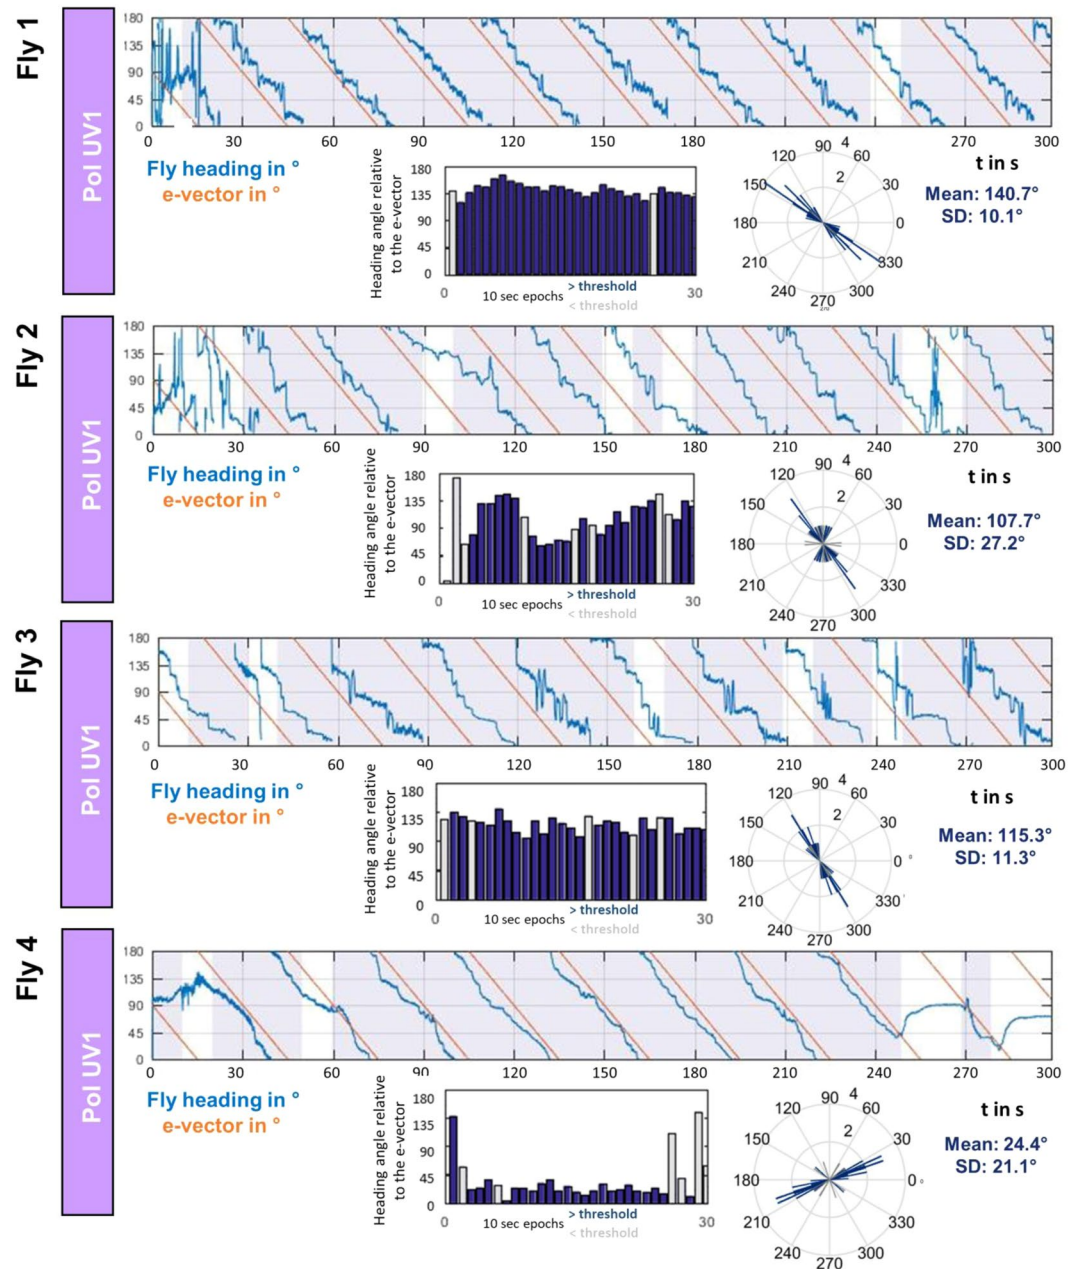 Fly 1
Pol UV1
180
135
90
45
0
0 30 60 90 120 150 180 210 240 270 300
Fly heading in °
e-vector in °
Heading angle relative
to the e-vector
180
135
90
45
0
0 10 sec epochs > threshold 30
< threshold
90 4
120 60
2
150 30
180 0
210 330
240 300
270
t in s
Mean: 140.7°
SD: 10.1°
Fly 2
Pol UV1
180
135
90
45
0
0 30 60 90 120 150 180 210 240 270 300
Fly heading in °
e-vector in °
Heading angle relative
to the e-vector
180
135
90
45
0
0 10 sec epochs > threshold 30
< threshold
90 4
120 60
2
150 30
180 0
210 330
240 300
270
t in s
Mean: 107.7°
SD: 27.2°
Fly 3
Pol UV1
180
135
90
45
0
0 30 60 90 120 150 180 210 240 270 300
Fly heading in °
e-vector in °
Heading angle relative
to the e-vector
180
135
90
45
0
0 10 sec epochs > threshold 30
< threshold
90 4
120 60
2
150 30
180 0 °
210 330
240 300
270
t in s
Mean: 115.3°
SD: 11.3°
Fly 4
Pol UV1
180
135
90
45
0
0 30 60 90 120 150 180 210 240 270 300
Fly heading in °
e-vector in °
Heading angle relative
to the e-vector
180
135
90
45
0
0 10 sec epochs > threshold 30
< threshold
90 4
120 60
2
150 30
180 0 °
210 330
240 300
270
t in s
Mean: 24.4°
SD: 21.1°